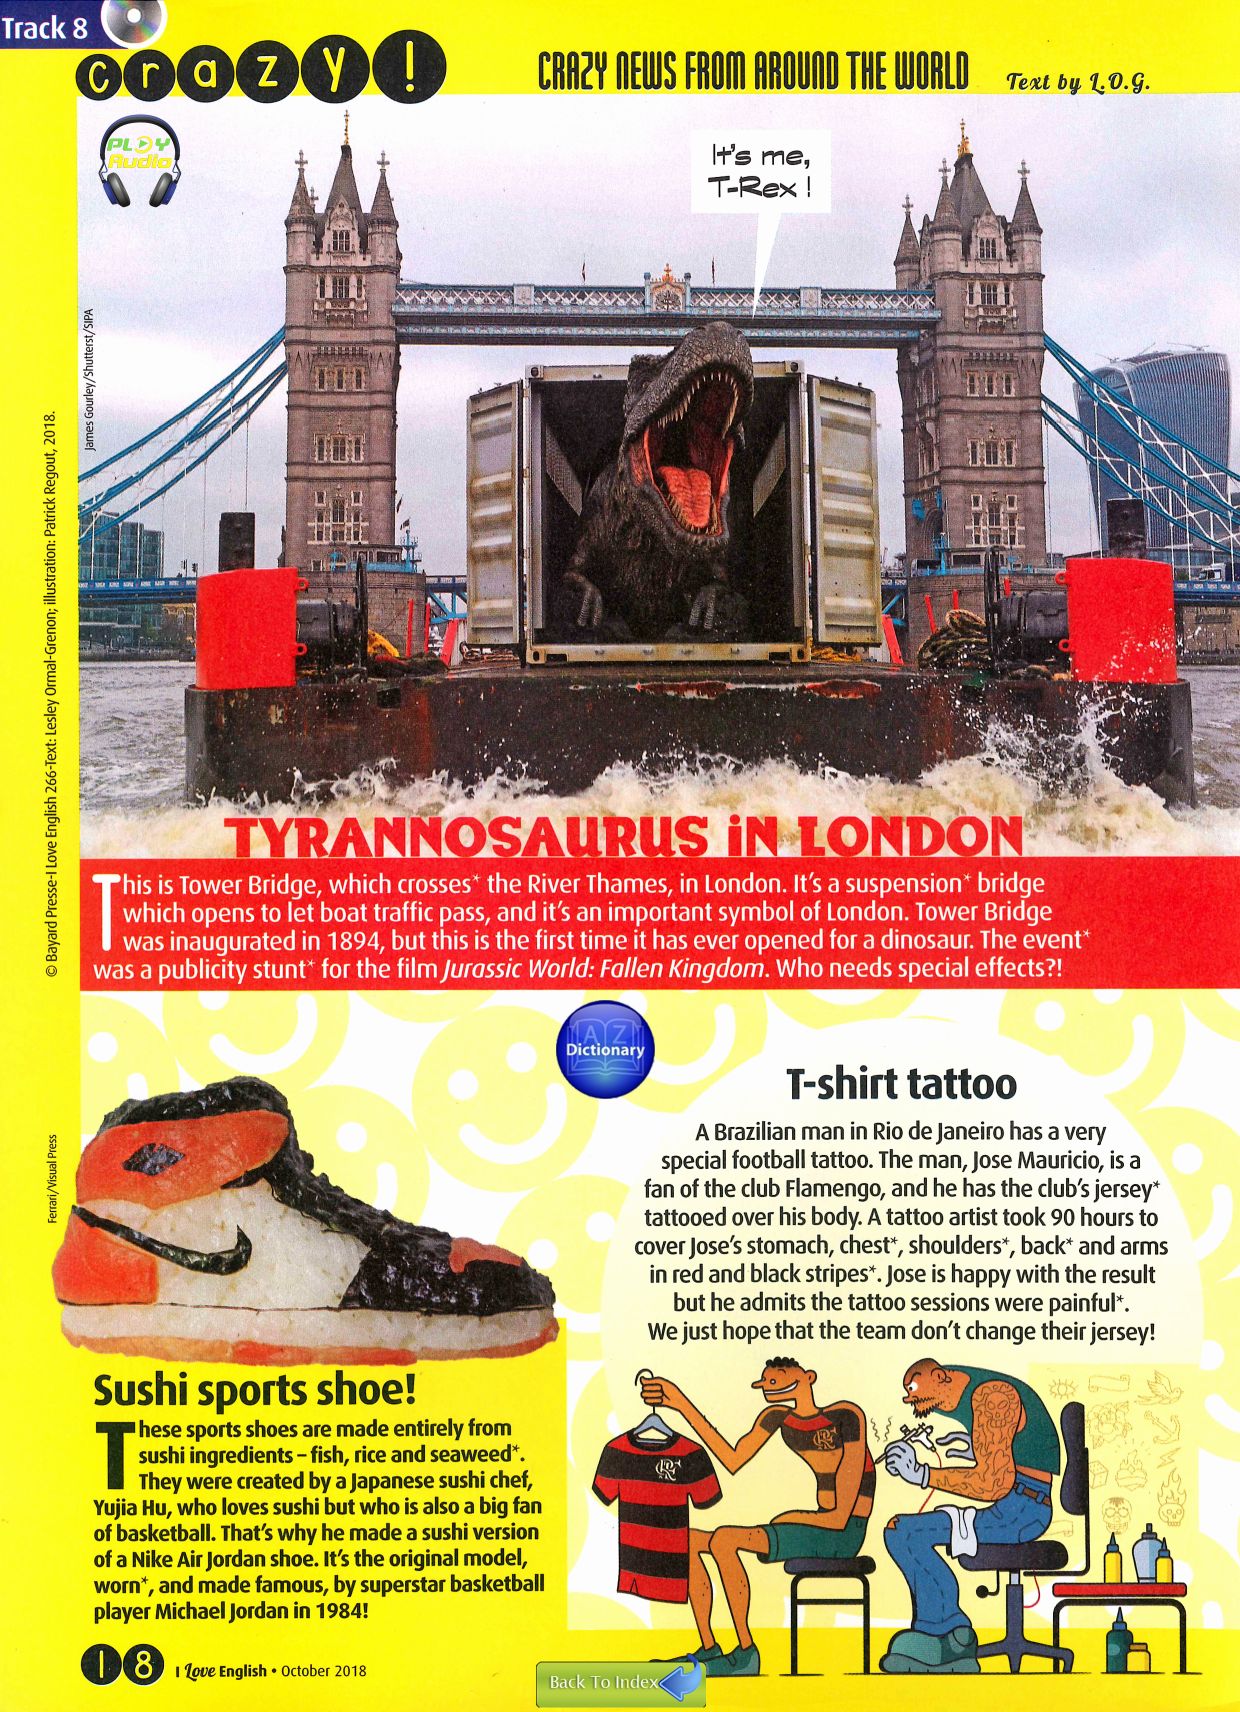 Track 8
crazy!
CRAZY NEWS FROM AROUND THE WORLD
Text by L.O.G.
PLAY
Audio
It's me,
T-Rex !
James Gourley/Shutterst/SIPA
© Bayard Presse-I Love English 266-Text: Lesley Ormal-Grenon; illustration: Patrick Regout, 2018.
TYRANNOSAURUS iN LONDON
This is Tower Bridge, which crosses* the River Thames, in London. It's a suspension* bridge
which opens to let boat traffic pass, and it's an important symbol of London. Tower Bridge
was inaugurated in 1894, but this is the first time it has ever opened for a dinosaur. The event*
was a publicity stunt* for the film Jurassic World: Fallen Kingdom. Who needs special effects?!
A Z
Dictionary
Ferrari/Visual Press
Sushi sports shoe!
These sports shoes are made entirely from
sushi ingredients – fish, rice and seaweed*.
They were created by a Japanese sushi chef,
Yujia Hu, who loves sushi but who is also a big fan
of basketball. That's why he made a sushi version
of a Nike Air Jordan shoe. It's the original model,
worn*, and made famous, by superstar basketball
player Michael Jordan in 1984!
T-shirt tattoo
A Brazilian man in Rio de Janeiro has a very
special football tattoo. The man, Jose Mauricio, is a
fan of the club Flamengo, and he has the club's jersey*
tattooed over his body. A tattoo artist took 90 hours to
cover Jose's stomach, chest*, shoulders*, back* and arms
in red and black stripes*. Jose is happy with the result
but he admits the tattoo sessions were painful*.
We just hope that the team don't change their jersey!
18
I Love English • October 2018
Back To Index